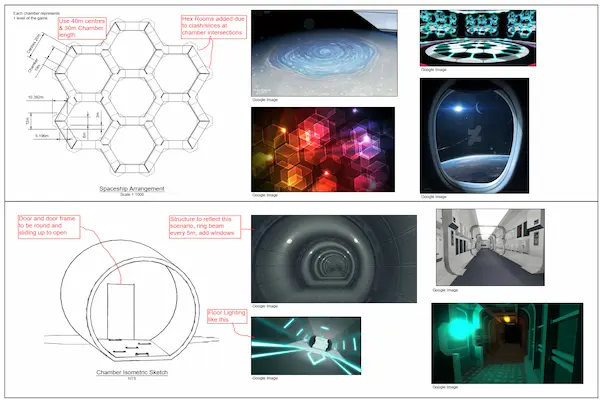 Each chamber represents
1 level of the game
Use 40m centres
& 30m Chamber
length
Hex Rooms added due
to clash/slices at
chamber intersections
Chamber
10.392m
5.196m
Spaceship Arrangement
Scale 1:1000
Google Image
Google Image
Google Image
Google Image
Door and door frame
to be round and
sliding up to open
Structure to reflect this
scenario, ring beam
every 5m, add windows
Floor Lighting
like this
Chamber Isometric Sketch
NTS
Google Image
Google Image
Google Image
Google Image